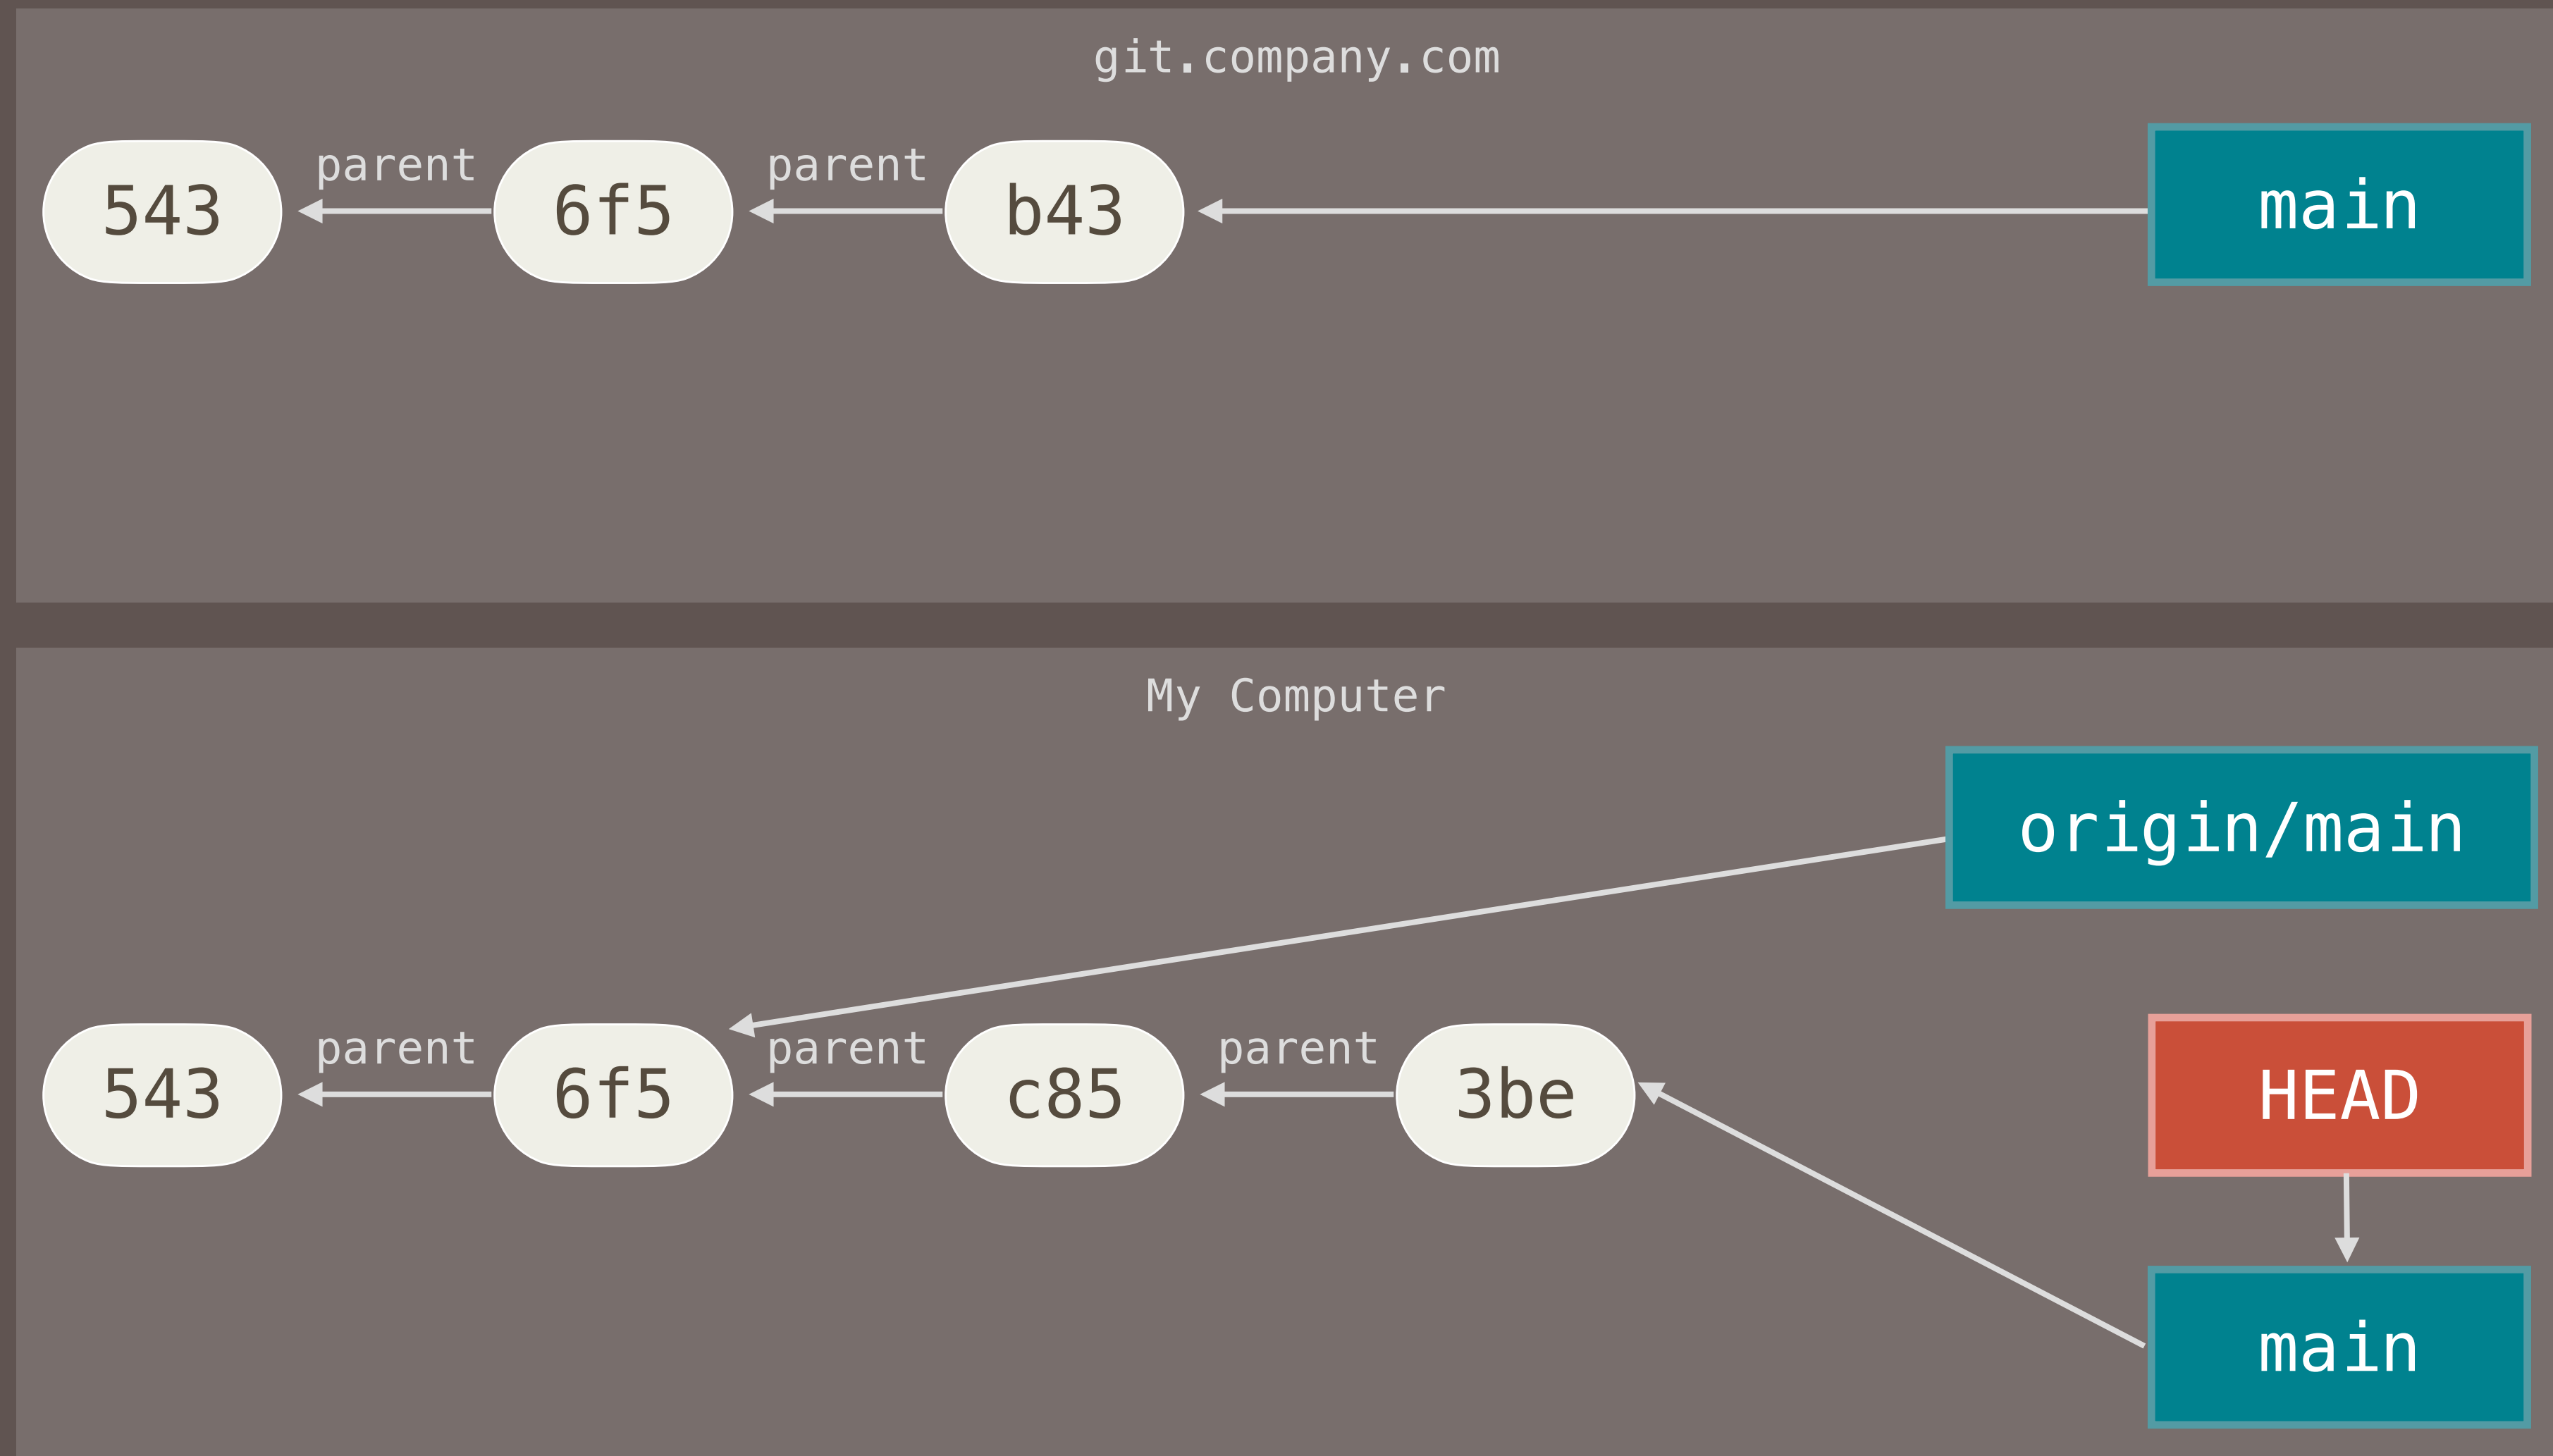 git.company.com
parent parent
543 6f5 b43 main
My Computer
origin/main
parent parent parent
543 6f5 c85 3be HEAD
main